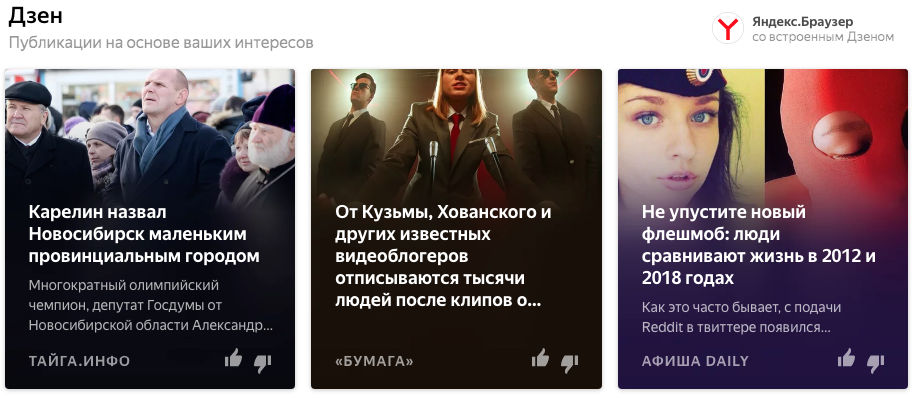 Дзен
Публикации на основе ваших интересов
Яндекс.Браузер
со встроенным Дзеном
Карелин назвал
Новосибирск маленьким
провинциальным городом
Многократный олимпийский
чемпион, депутат Госдумы от
Новосибирской области Александр...
ТАЙГА.ИНФО
От Кузьмы, Хованского и
других известных
видеоблогеров
отписываются тысячи
людей после клипов о...
«БУМАГА»
Не упустите новый
флешмоб: люди
сравнивают жизнь в 2012 и
2018 годах
Как это часто бывает, с подачи
Reddit в твиттере появился...
АФИША DAILY